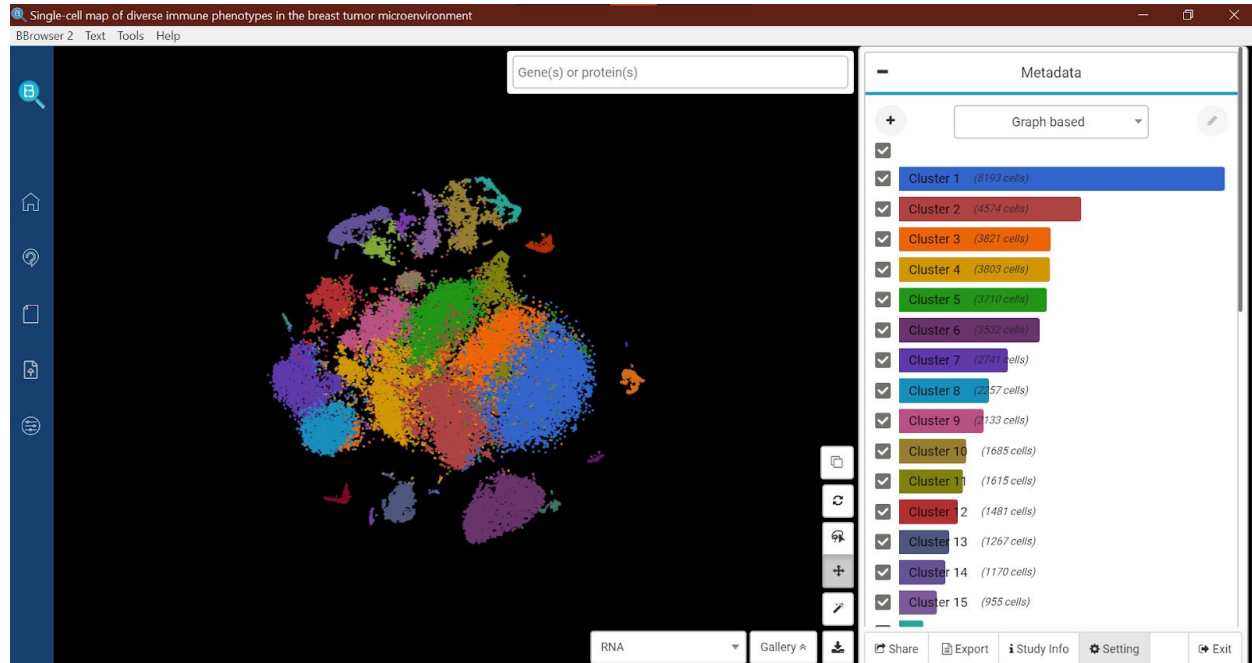 Single-cell map of diverse immune phenotypes in the breast tumor microenvironment
BBrowser 2 Text Tools Help
Gene(s) or protein(s)
Metadata
Graph based
Cluster 1 (8193 cells)
Cluster 2 (4574 cells)
Cluster 3 (3821 cells)
Cluster 4 (3803 cells)
Cluster 5 (3710 cells)
Cluster 6 (3532 cells)
Cluster 7 (2741 cells)
Cluster 8 (2257 cells)
Cluster 9 (2133 cells)
Cluster 10 (1685 cells)
Cluster 11 (1615 cells)
Cluster 12 (1481 cells)
Cluster 13 (1267 cells)
Cluster 14 (1170 cells)
Cluster 15 (955 cells)
RNA
Gallery
Share Export Study Info Setting Exit